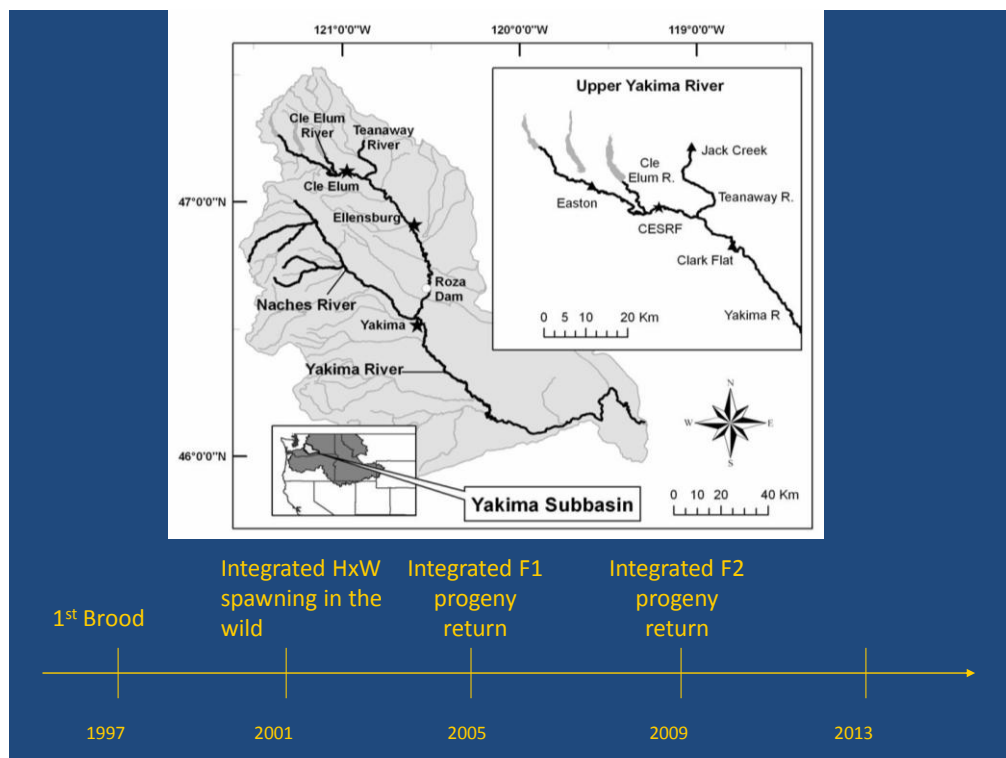 121°0'0"W
120°0'0"W
119°0'0"W
47°0'0"N
46°0'0"N
Cle Elum
River
Teanaway
River
Cle Elum
Ellensburg
Roza
Dam
Naches River
Yakima
Yakima River
Upper Yakima River
Jack Creek
Cle
Elum R.
Teanaway R.
Easton
CESRF
Clark Flat
Yakima R
0 5 10 20 Km
N
W E
S
0 10 20 40 Km
Yakima Subbasin
1st Brood
Integrated HxW
spawning in the
wild
Integrated F1
progeny
return
Integrated F2
progeny
return
1997
2001
2005
2009
2013